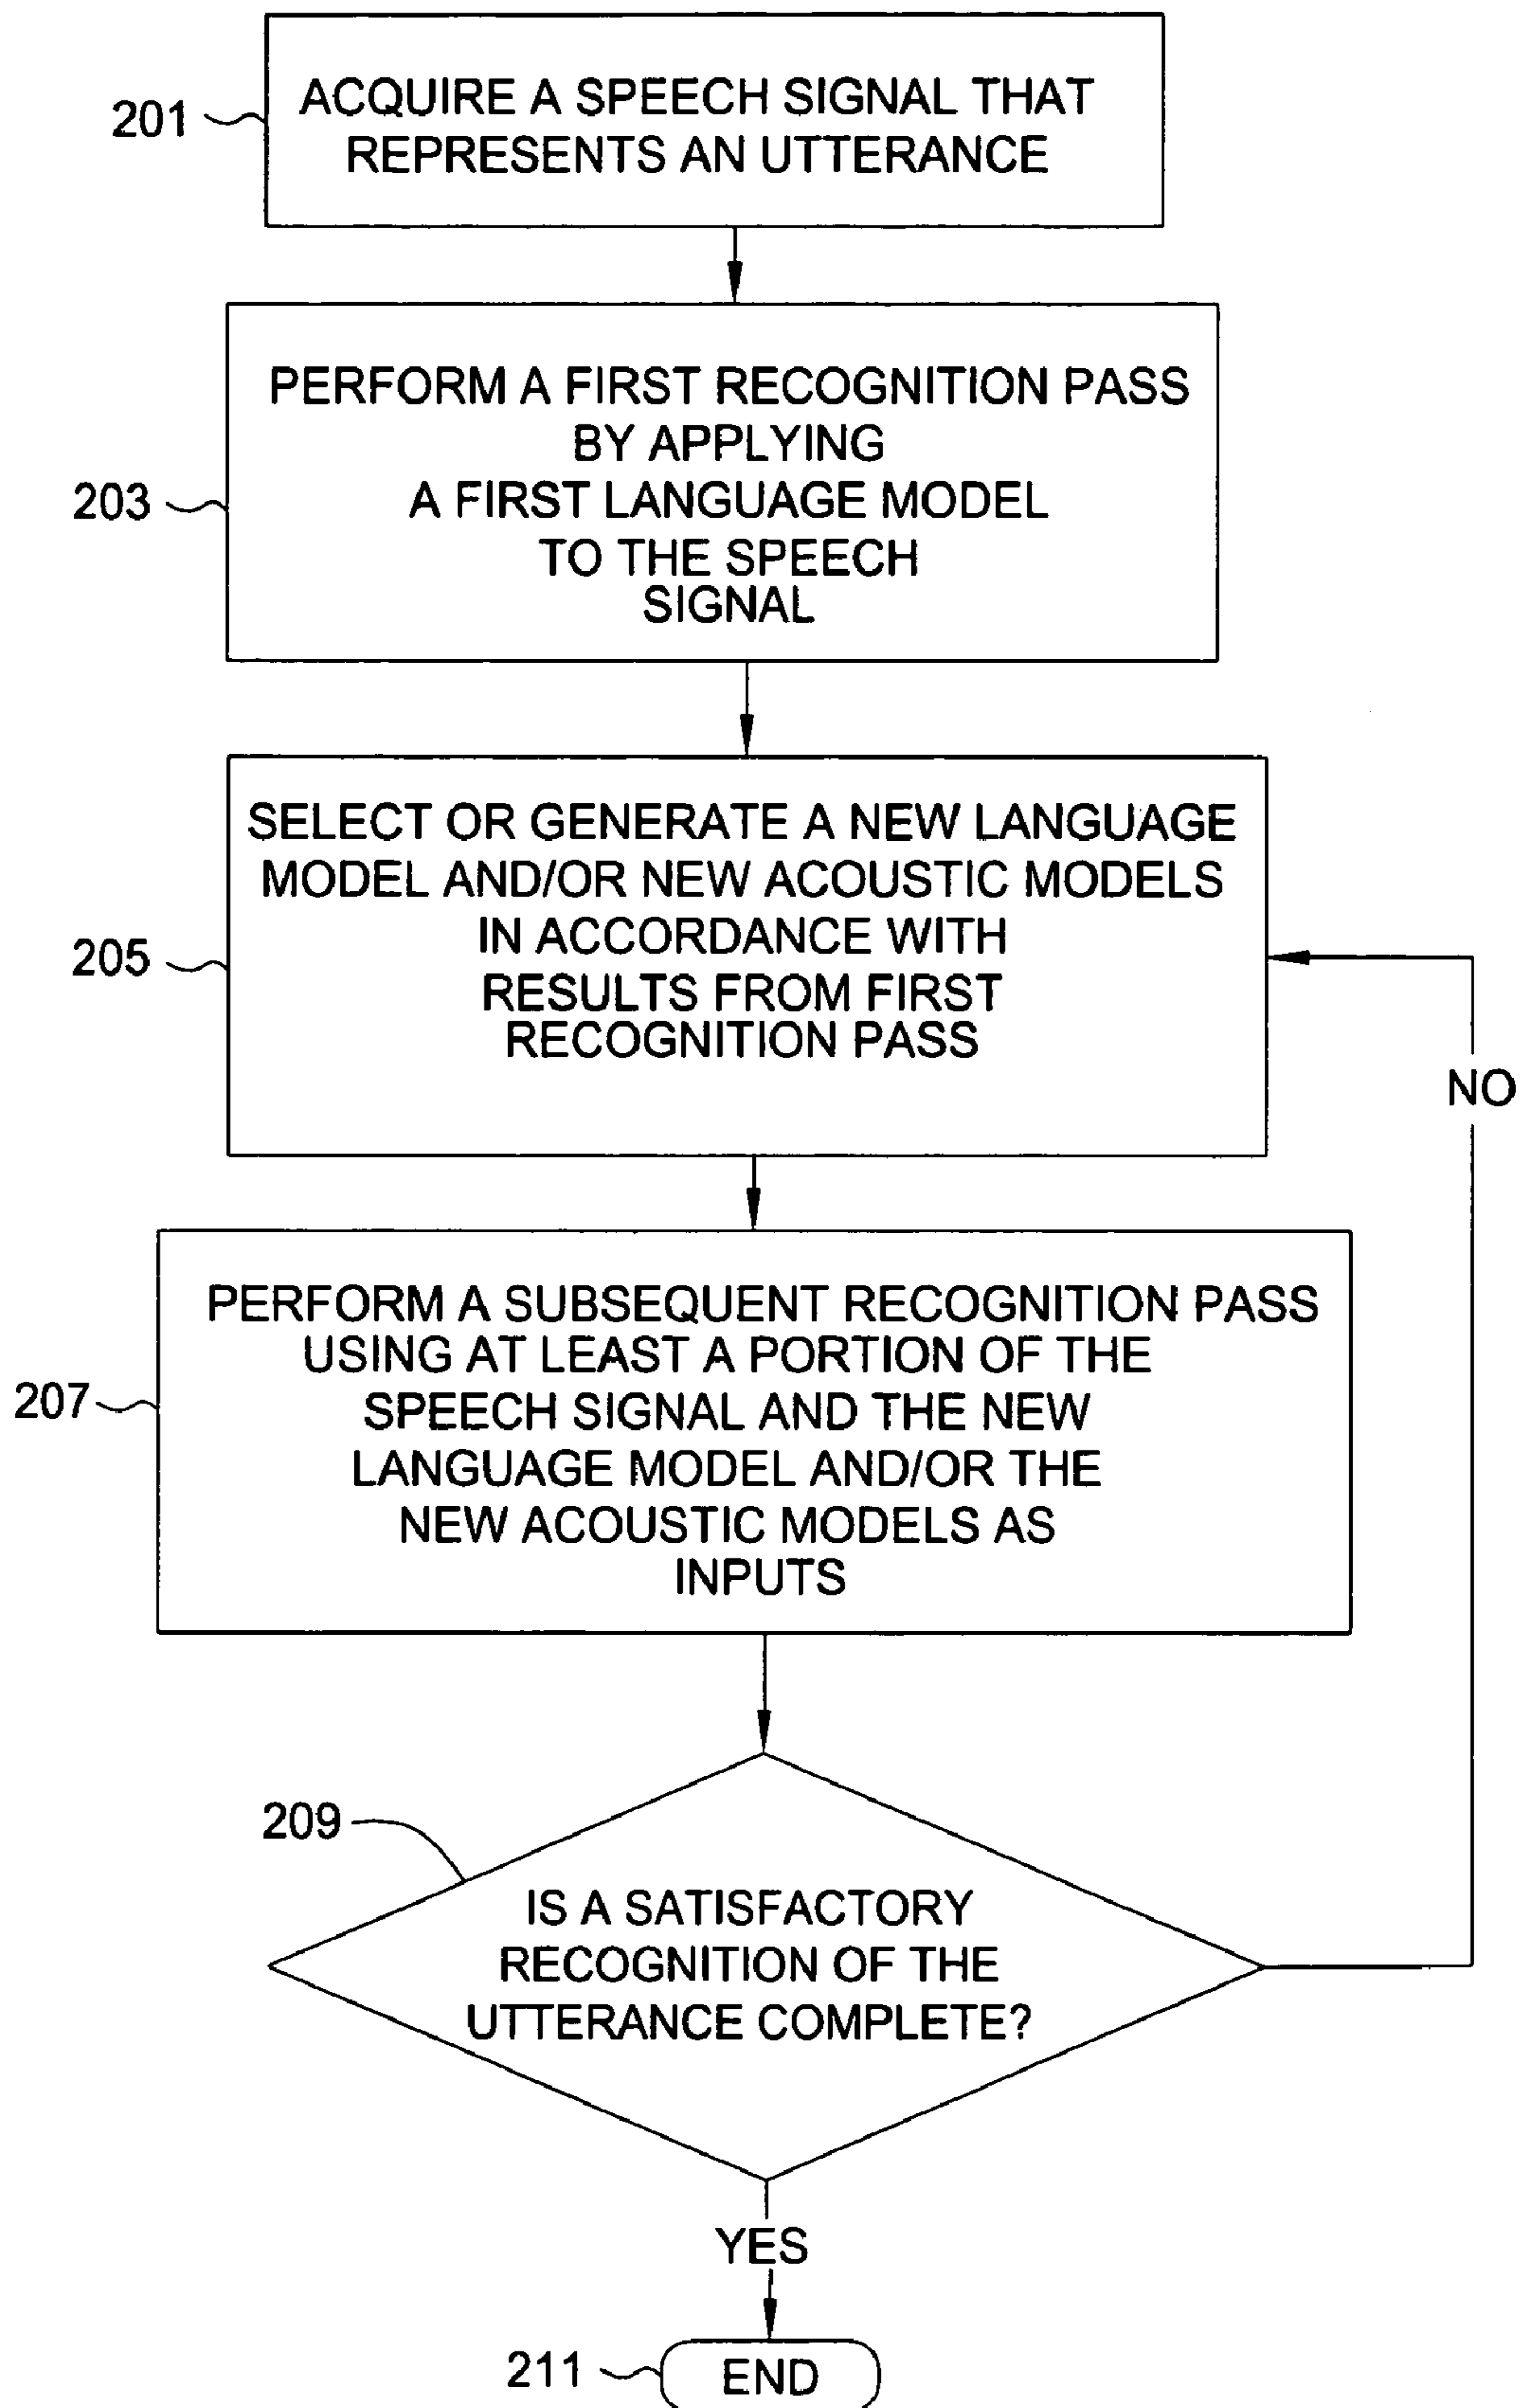 201
ACQUIRE A SPEECH SIGNAL THAT
REPRESENTS AN UTTERANCE
203
PERFORM A FIRST RECOGNITION PASS
BY APPLYING
A FIRST LANGUAGE MODEL
TO THE SPEECH
SIGNAL
205
SELECT OR GENERATE A NEW LANGUAGE
MODEL AND/OR NEW ACOUSTIC MODELS
IN ACCORDANCE WITH
RESULTS FROM FIRST
RECOGNITION PASS
NO
207
PERFORM A SUBSEQUENT RECOGNITION PASS
USING AT LEAST A PORTION OF THE
SPEECH SIGNAL AND THE NEW
LANGUAGE MODEL AND/OR THE
NEW ACOUSTIC MODELS AS
INPUTS
209
IS A SATISFACTORY
RECOGNITION OF THE
UTTERANCE COMPLETE?
YES
211
END